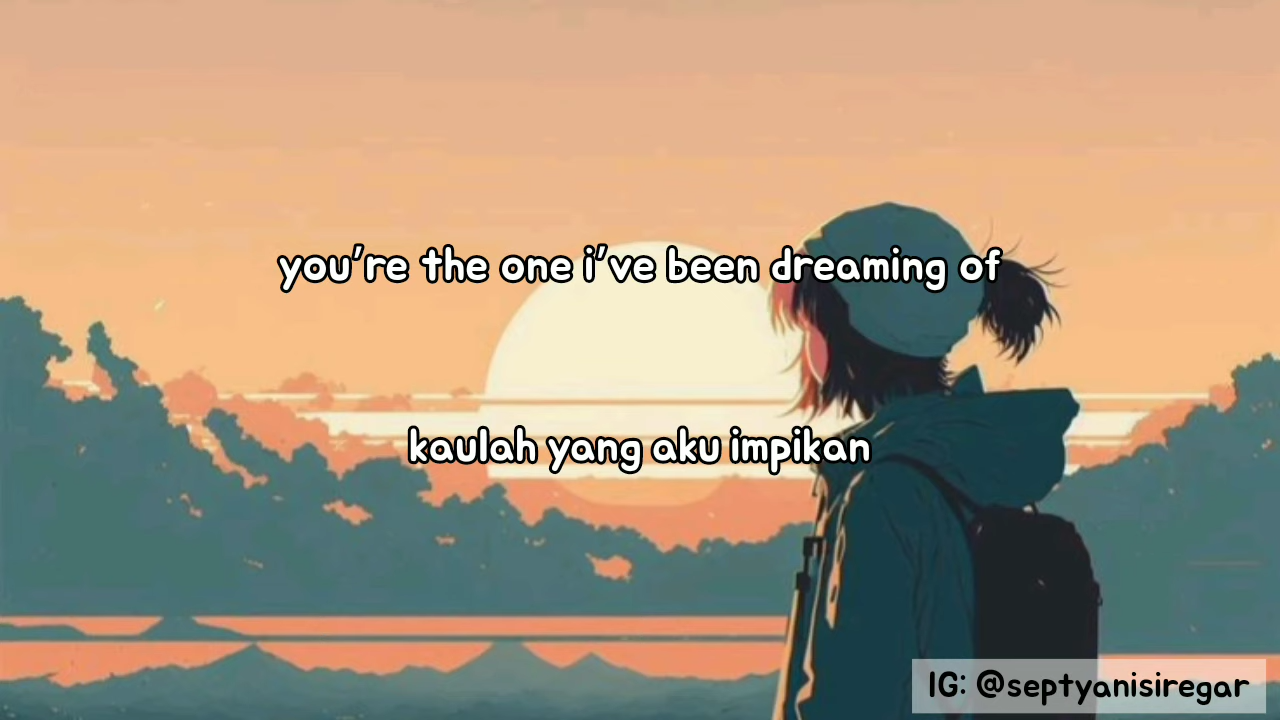 you're the one i've been dreaming of
kaulah yang aku impikan
IG: @septyanisiregar